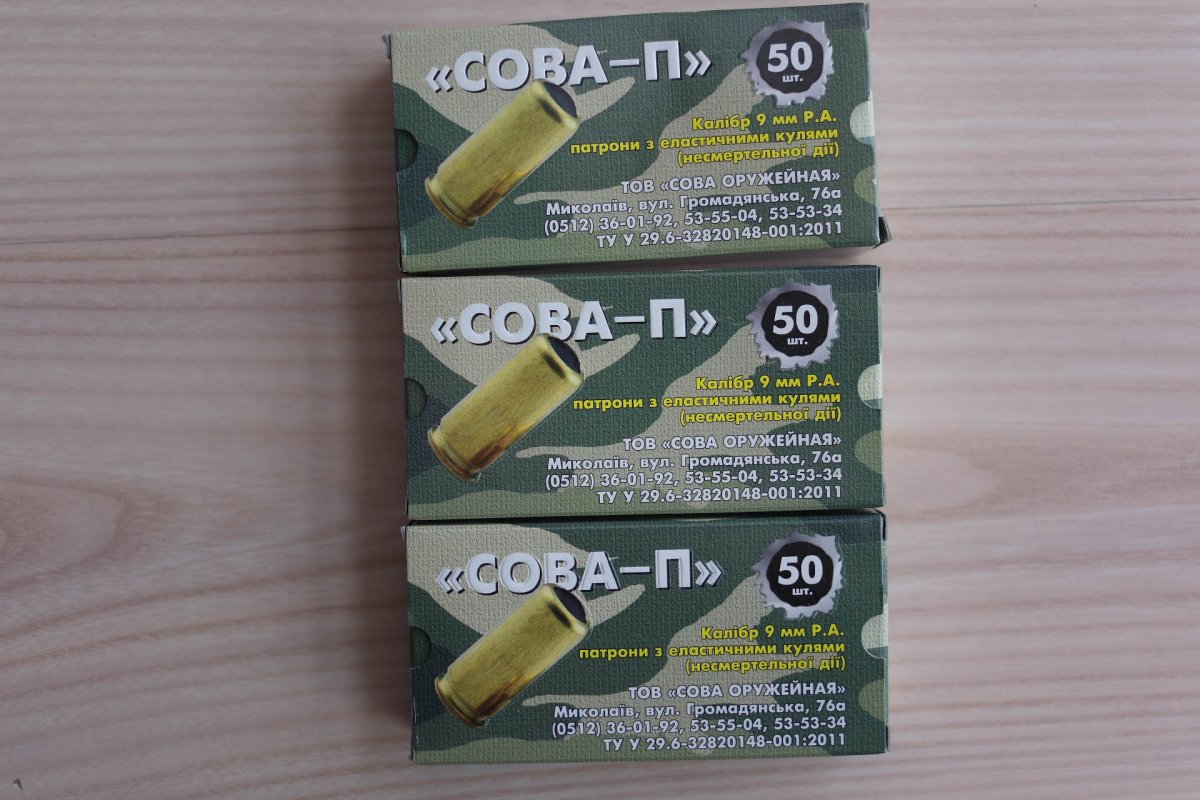 «СОВА–П»
50
шт.
Калібр 9 мм Р.А.
патрони з еластичними кулями
(несмертельної дії)
ТОВ «СОВА ОРУЖЕЙНАЯ»
Миколаїв, вул. Громадянська, 76а
(0512) 36-01-92, 53-55-04, 53-53-34
ТУ У 29.6-32820148-001:2011
«СОВА–П»
50
шт.
Калібр 9 мм Р.А.
патрони з еластичними кулями
(несмертельної дії)
ТОВ «СОВА ОРУЖЕЙНАЯ»
Миколаїв, вул. Громадянська, 76а
(0512) 36-01-92, 53-55-04, 53-53-34
ТУ У 29.6-32820148-001:2011
«СОВА–П»
50
шт.
Калібр 9 мм Р.А.
патрони з еластичними кулями
(несмертельної дії)
ТОВ «СОВА ОРУЖЕЙНАЯ»
Миколаїв, вул. Громадянська, 76а
(0512) 36-01-92, 53-55-04, 53-53-34
ТУ У 29.6-32820148-001:2011